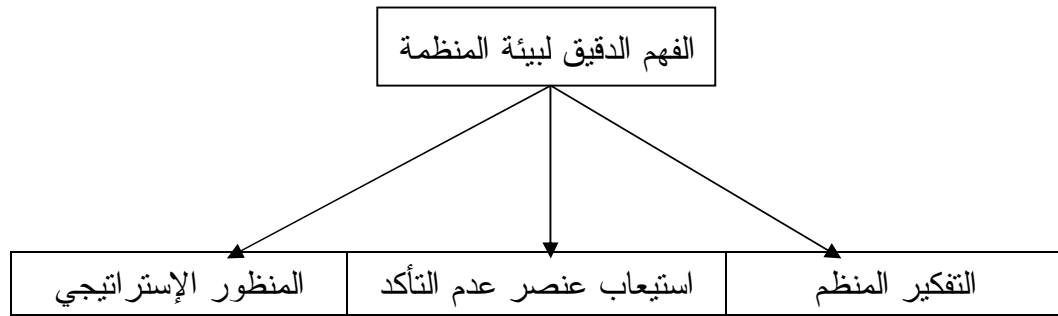 الفهم الدقيق لبيئة المنظمة
التفكير المنظم
استيعاب عنصر عدم التأكد
المنظور الإستراتيجي